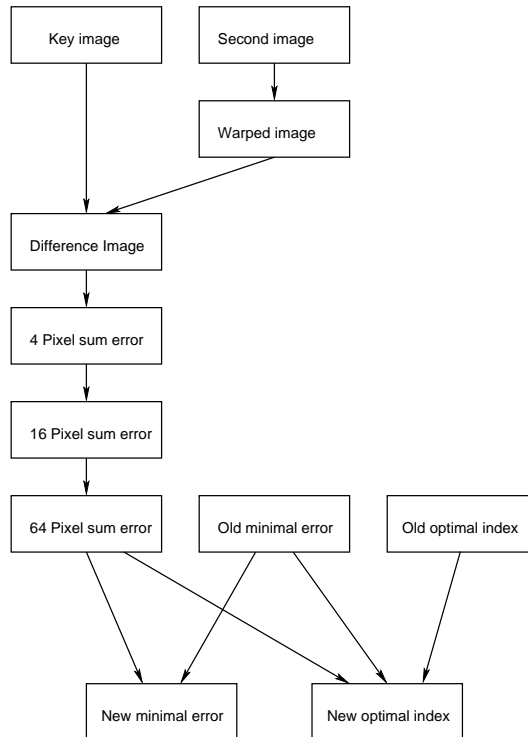 Key image
Second image
Warped image
Difference Image
4 Pixel sum error
16 Pixel sum error
64 Pixel sum error
Old minimal error
Old optimal index
New minimal error
New optimal index